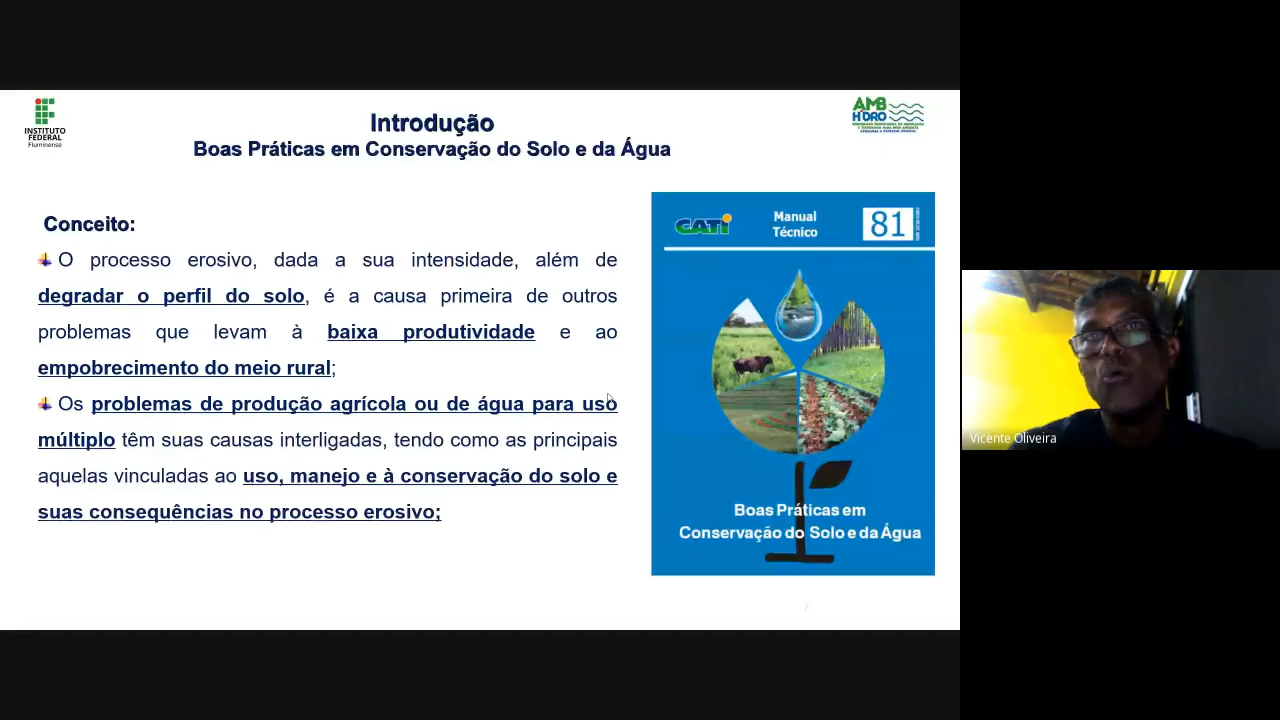 INSTITUTO
FEDERAL
Fluminense
Introdução
Boas Práticas em Conservação do Solo e da Água
AMB
HIDRO
Conceito:
O processo erosivo, dada a sua intensidade, além de
degradar o perfil do solo, é a causa primeira de outros
problemas que levam à baixa produtividade e ao
empobrecimento do meio rural;
Os problemas de produção agrícola ou de água para uso
múltiplo têm suas causas interligadas, tendo como as principais
aquelas vinculadas ao uso, manejo e à conservação do solo e
suas consequências no processo erosivo;
CATI
Manual
Técnico
81
Boas Práticas em
Conservação do Solo e da Água
Vicente Oliveira